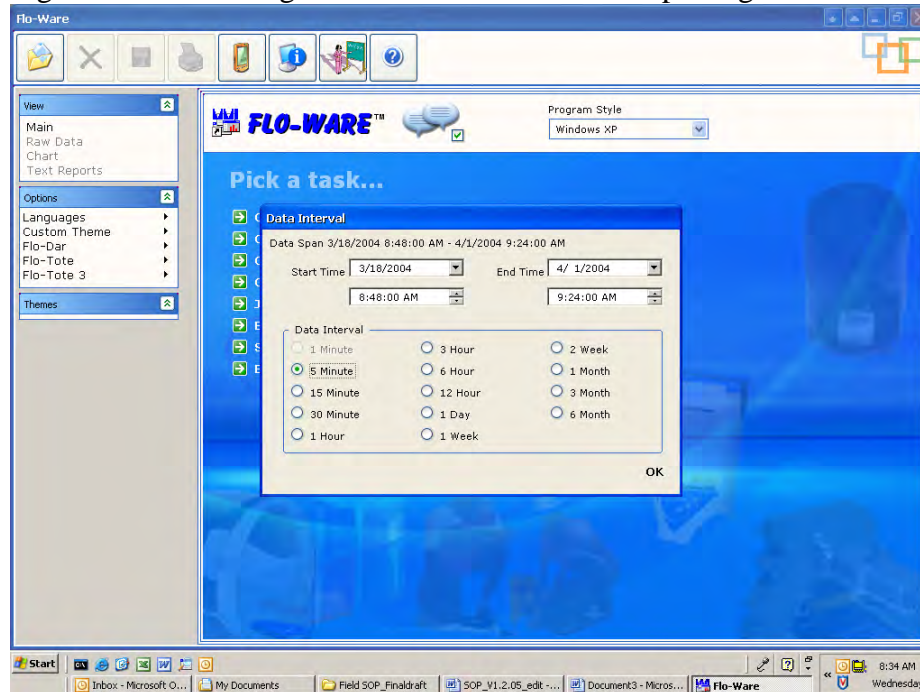 Flo-Ware
View
Main
Raw Data
Chart
Text Reports
Options
Languages
Custom Theme
Flo-Dar
Flo-Tote
Flo-Tote 3
Themes
FLO-WARE™
Program Style
Windows XP
Pick a task...
Data Interval
Data Span 3/18/2004 8:48:00 AM - 4/1/2004 9:24:00 AM
Start Time 3/18/2004 End Time 4/ 1/2004
8:48:00 AM 9:24:00 AM
Data Interval
1 Minute 3 Hour 2 Week
5 Minute 6 Hour 1 Month
15 Minute 12 Hour 3 Month
30 Minute 1 Day 6 Month
1 Hour 1 Week
OK
Start 8:34 AM
Inbox - Microsoft O... My Documents Field SOP_Finaldraft SOP_V1.2.05_edit -... Document3 - Micros... Flo-Ware Wednesday